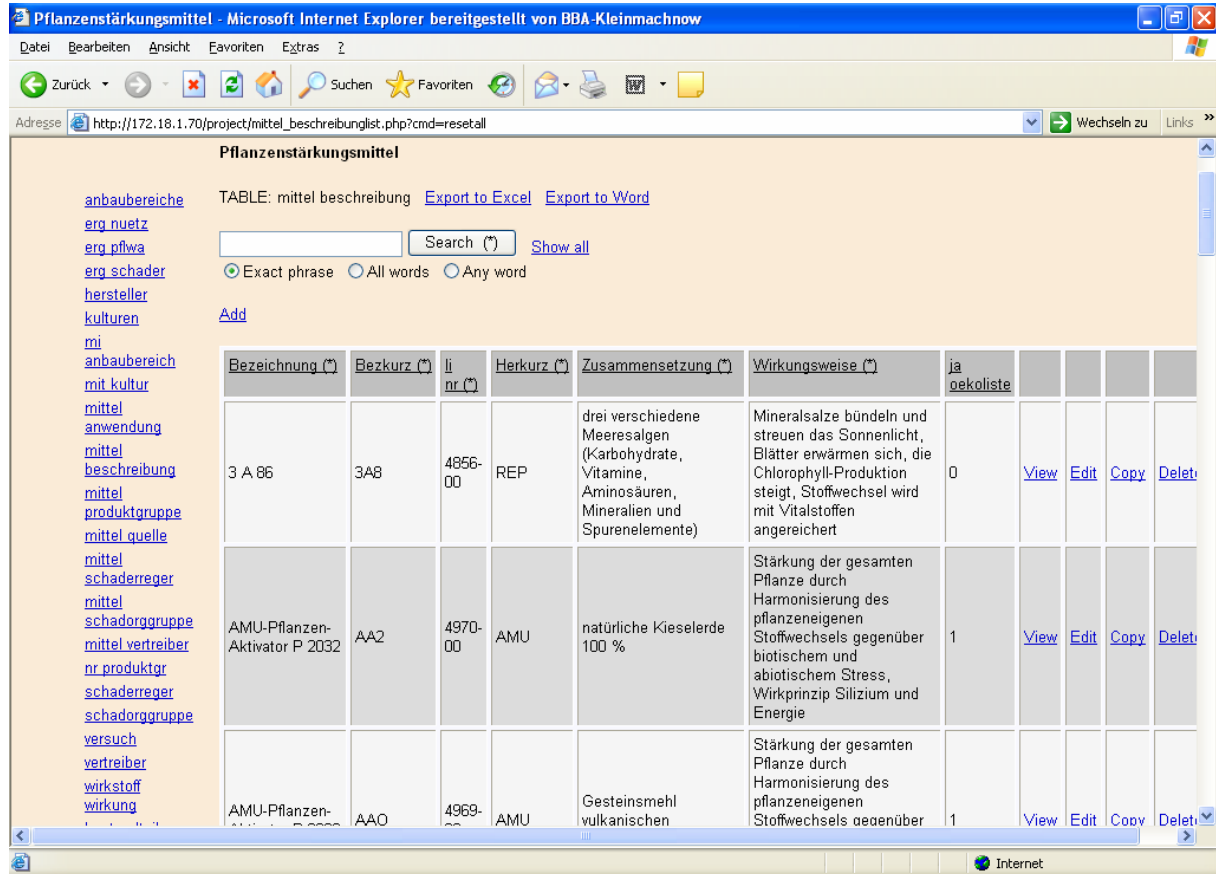 Pflanzenstärkungsmittel - Microsoft Internet Explorer bereitgestellt von BBA-Kleinmachnow
Datei Bearbeiten Ansicht Favoriten Extras ?
Zurück Suchen Favoriten
Adresse http://172.18.1.70/project/mittel_beschreibunglist.php?cmd=resetall Wechseln zu Links »
Pflanzenstärkungsmittel
TABLE: mittel beschreibung Export to Excel Export to Word
Search (*) Show all
Exact phrase All words Any word
Add
anbaubereiche
erg nuetz
erg pflwa
erg schader
hersteller
kulturen
mi
anbaubereich
mit kultur
mittel
anwendung
mittel
beschreibung
mittel
produktgruppe
mittel quelle
mittel
schaderreger
mittel
schadorggruppe
mittel vertreiber
nr produktgr
schaderreger
schadorggruppe
versuch
vertreiber
wirkstoff
wirkung
Bezeichnung (*) Bezkurz (*) li
nr (*)
Herkurz (*) Zusammensetzung (*) Wirkungsweise (*) ja
oekoliste
3 A 86
3A8
4856-
00
REP
drei verschiedene
Meeresalgen
(Karbohydrate,
Vitamine,
Aminosäuren,
Mineralien und
Spurenelemente)
Mineralsalze bündeln und
streuen das Sonnenlicht,
Blätter erwärmen sich, die
Chlorophyll-Produktion
steigt, Stoffwechsel wird
mit Vitalstoffen
angereichert
0
View Edit Copy Delete
AMU-Pflanzen-
Aktivator P 2032
AA2
4970-
00
AMU
natürliche Kieselerde
100 %
Stärkung der gesamten
Pflanze durch
Harmonisierung des
pflanzeneigenen
Stoffwechsels gegenüber
biotischem und
abiotischem Stress,
Wirkprinzip Silizium und
Energie
1
View Edit Copy Delete
AMU-Pflanzen-
AAO
4969-
AMU
Gesteinsmehl
vulkanischen
Stärkung der gesamten
Pflanze durch
Harmonisierung des
pflanzeneigenen
Stoffwechsels gegenüber
1
View Edit Copy Delete
Internet